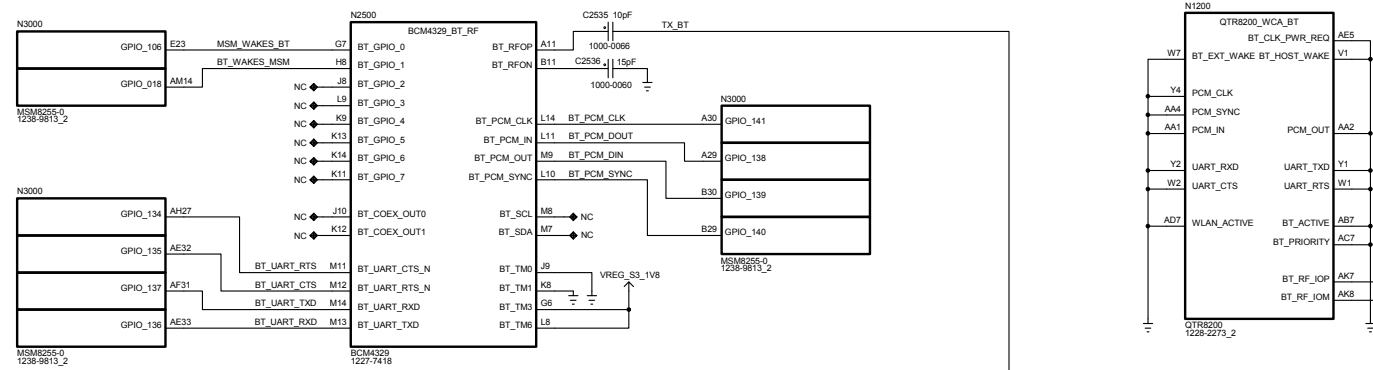 N3000
GPIO_106 E23 MSM_WAKES_BT
GPIO_018 AM14 BT_WAKES_MSM
MSM8255-0
1238-9813_2
N3000
GPIO_134 AH27 BT_UART_RTS
GPIO_135 AE32 BT_UART_CTS
GPIO_137 AF31 BT_UART_TXD
GPIO_136 AE33 BT_UART_RXD
MSM8255-0
1238-9813_2
N2500
BCM4329_BT_RF
G7 BT_GPIO_0 BT_RFOP A11
H8 BT_GPIO_1 BT_RFON B11
NC J8 BT_GPIO_2
NC L9 BT_GPIO_3
NC K9 BT_GPIO_4 BT_PCM_CLK L14 BT_PCM_CLK
NC K13 BT_GPIO_5 BT_PCM_IN L11 BT_PCM_DOUT
NC K14 BT_GPIO_6 BT_PCM_OUT M9 BT_PCM_DIN
NC K11 BT_GPIO_7 BT_PCM_SYNC L10 BT_PCM_SYNC
NC J10 BT_COEX_OUT0 BT_SCL M8 NC
NC K12 BT_COEX_OUT1 BT_SDA M7 NC
M11 BT_UART_CTS_N BT_TM0 J9
M12 BT_UART_RTS_N BT_TM1 K8
M14 BT_UART_RXD BT_TM3 G6
M13 BT_UART_TXD BT_TM6 L8
BCM4329
1227-7418
VREG_S3_1V8
C2535 10pF TX_BT
1000-0066
C2536 15pF
1000-0060
N3000
A30 GPIO_141
A29 GPIO_138
B30 GPIO_139
B29 GPIO_140
MSM8255-0
1238-9813_2
N1200
QTR8200_WCA_BT
BT_CLK_PWR_REQ AE5
W7 BT_EXT_WAKE BT_HOST_WAKE V1
Y4 PCM_CLK
AA4 PCM_SYNC
AA1 PCM_IN PCM_OUT AA2
Y2 UART_RXD UART_TXD Y1
W2 UART_CTS UART_RTS W1
AD7 WLAN_ACTIVE BT_ACTIVE AB7
BT_PRIORITY AC7
BT_RF_IOP AK7
BT_RF_IOM AK8
QTR8200
1228-2273_2